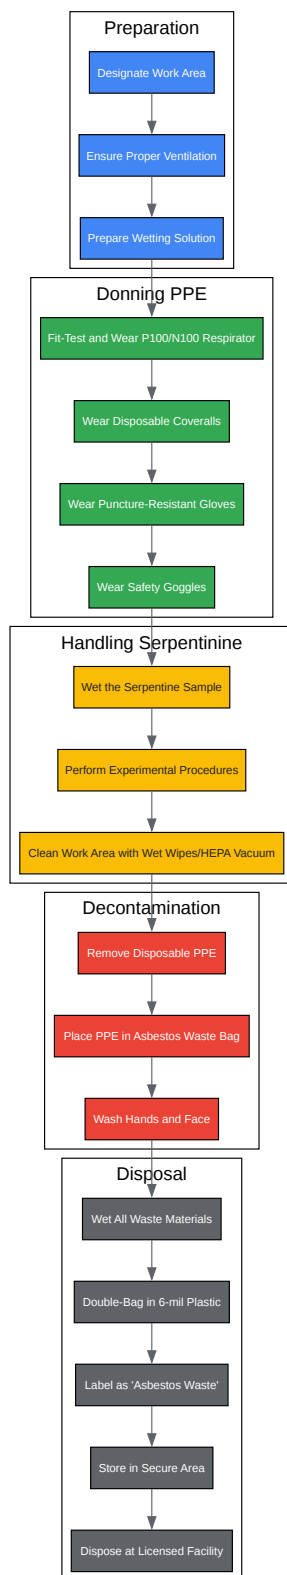 Preparation
Designate Work Area
Ensure Proper Ventilation
Prepare Wetting Solution
Donning PPE
Fit-Test and Wear P100/N100 Respirator
Wear Disposable Coveralls
Wear Puncture-Resistant Gloves
Wear Safety Goggles
Handling Serpentinine
Wet the Serpentine Sample
Perform Experimental Procedures
Clean Work Area with Wet Wipes/HEPA Vacuum
Decontamination
Remove Disposable PPE
Place PPE in Asbestos Waste Bag
Wash Hands and Face
Disposal
Wet All Waste Materials
Double-Bag in 6-mil Plastic
Label as 'Asbestos Waste'
Store in Secure Area
Dispose at Licensed Facility